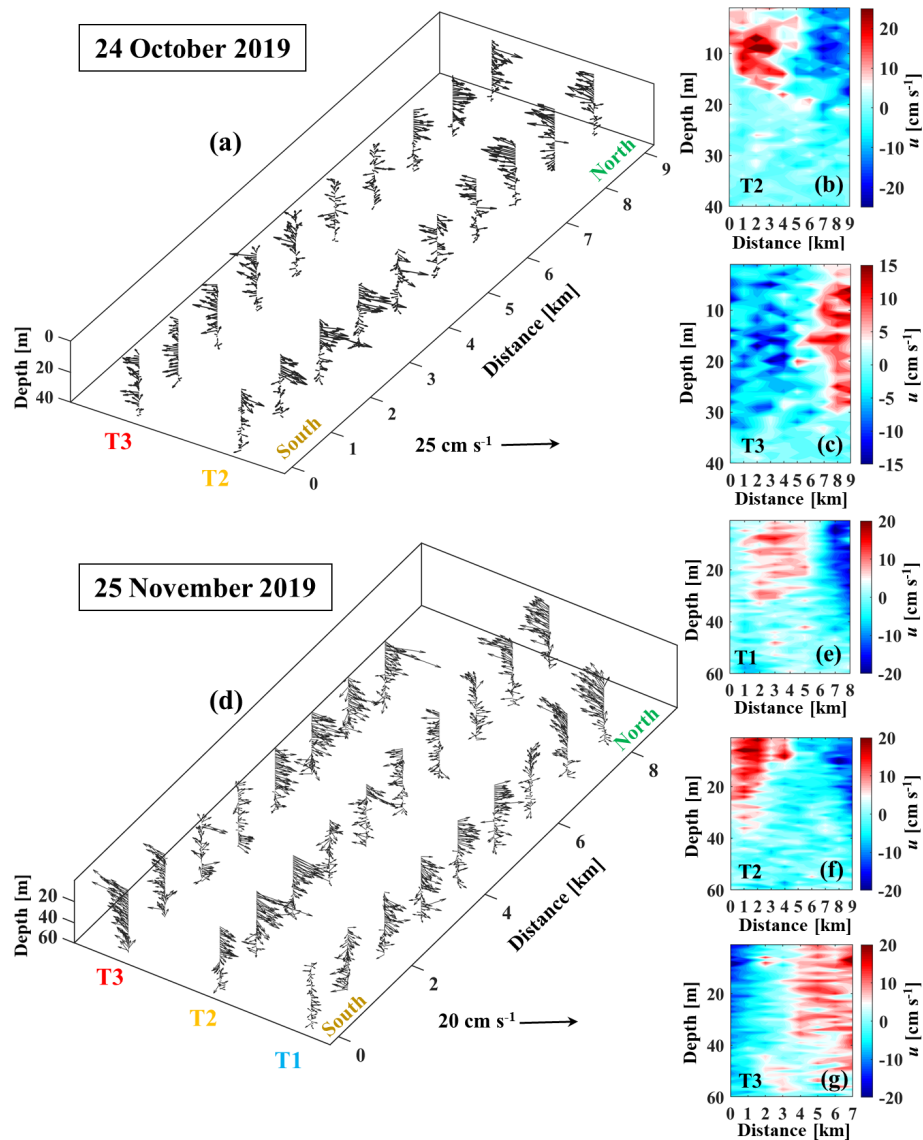 24 October 2019
(a)
North
9
8
7
6
5
4
3
2
1
0
Distance [km]
South
Depth [m]
0
20
40
T3
T2
25 cm s⁻¹
10
20
30
40
Depth [m]
T2
(b)
0 1 2 3 4 5 6 7 8 9
Distance [km]
20
10
0
-10
-20
u [cm s⁻¹]
10
20
30
40
Depth [m]
T3
(c)
0 1 2 3 4 5 6 7 8 9
Distance [km]
15
10
5
0
-5
-10
-15
u [cm s⁻¹]
25 November 2019
(d)
North
8
6
4
2
0
Distance [km]
South
Depth [m]
20
40
60
T3
T2
T1
20 cm s⁻¹
20
40
60
Depth [m]
T1
(e)
0 1 2 3 4 5 6 7 8
Distance [km]
20
10
0
-10
-20
u [cm s⁻¹]
20
40
60
Depth [m]
T2
(f)
0 1 2 3 4 5 6 7 8 9
Distance [km]
20
10
0
-10
-20
u [cm s⁻¹]
20
40
60
Depth [m]
T3
(g)
0 1 2 3 4 5 6 7
Distance [km]
20
10
0
-10
-20
u [cm s⁻¹]